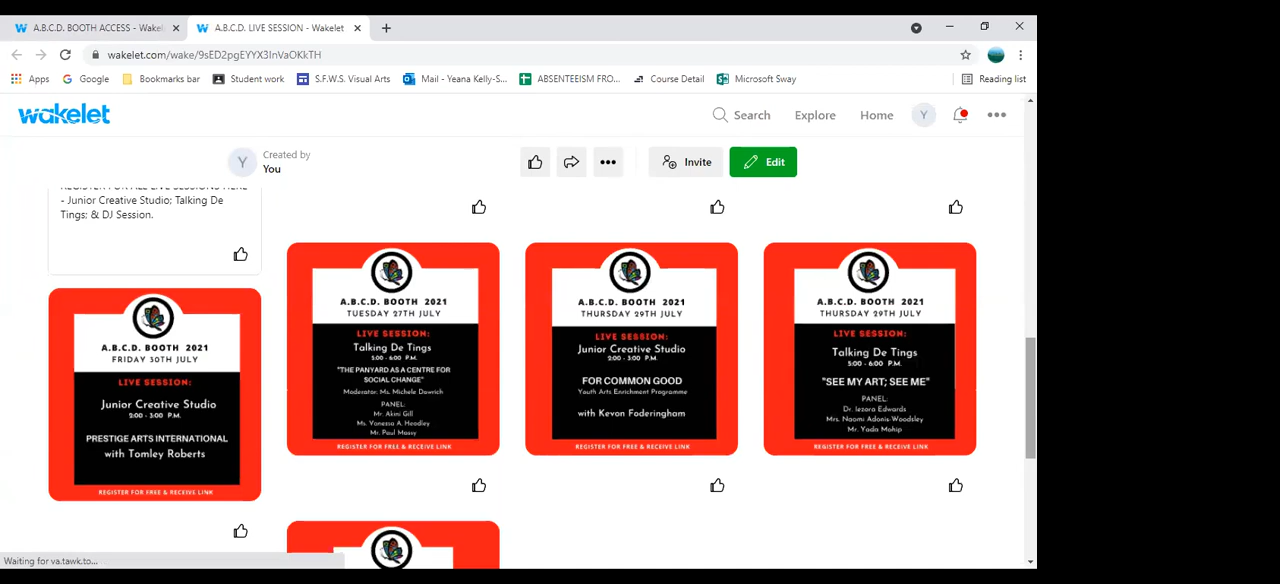 A.B.C.D. BOOTH ACCESS - Wakel
A.B.C.D. LIVE SESSION - Wakelet
wakelet.com/wake/9sED2pgEYYX3InVaOKkTH
Apps
Google
Bookmarks bar
Student work
S.F.W.S. Visual Arts
Mail - Yeana Kelly-S...
ABSENTEEISM FRO...
Course Detail
Microsoft Sway
Reading list
wakelet
Search
Explore
Home
Y
Y
Created by
You
Invite
Edit
REGISTER FOR ALL LIVE SESSIONS HERE
- Junior Creative Studio; Talking De
Tings; & DJ Session.
A.B.C.D. BOOTH 2021
FRIDAY 30TH JULY
LIVE SESSION:
Junior Creative Studio
2:00 - 3:00 P.M.
PRESTIGE ARTS INTERNATIONAL
with Tomley Roberts
REGISTER FOR FREE & RECEIVE LINK
A.B.C.D. BOOTH 2021
TUESDAY 27TH JULY
LIVE SESSION:
Talking De Tings
5:00 - 6:00 P.M.
"THE PANYARD AS A CENTRE FOR
SOCIAL CHANGE"
Moderator: Ms. Michele Dowrich
PANEL:
Mr. Akini Gill
Ms. Vanessa A. Headley
Mr. Paul Massy
REGISTER FOR FREE & RECEIVE LINK
A.B.C.D. BOOTH 2021
THURSDAY 29TH JULY
LIVE SESSION:
Junior Creative Studio
2:00 - 3:00 P.M.
FOR COMMON GOOD
Youth Arts Enrichment Programme
with Kevon Foderingham
REGISTER FOR FREE & RECEIVE LINK
A.B.C.D. BOOTH 2021
THURSDAY 29TH JULY
LIVE SESSION:
Talking De Tings
5:00 - 6:00 P.M.
"SEE MY ART; SEE ME"
PANEL:
Dr. Iezora Edwards
Mrs. Naomi Adonis-Woodsley
Mr. Yada Mohip
REGISTER FOR FREE & RECEIVE LINK
Waiting for va.tawk.to...